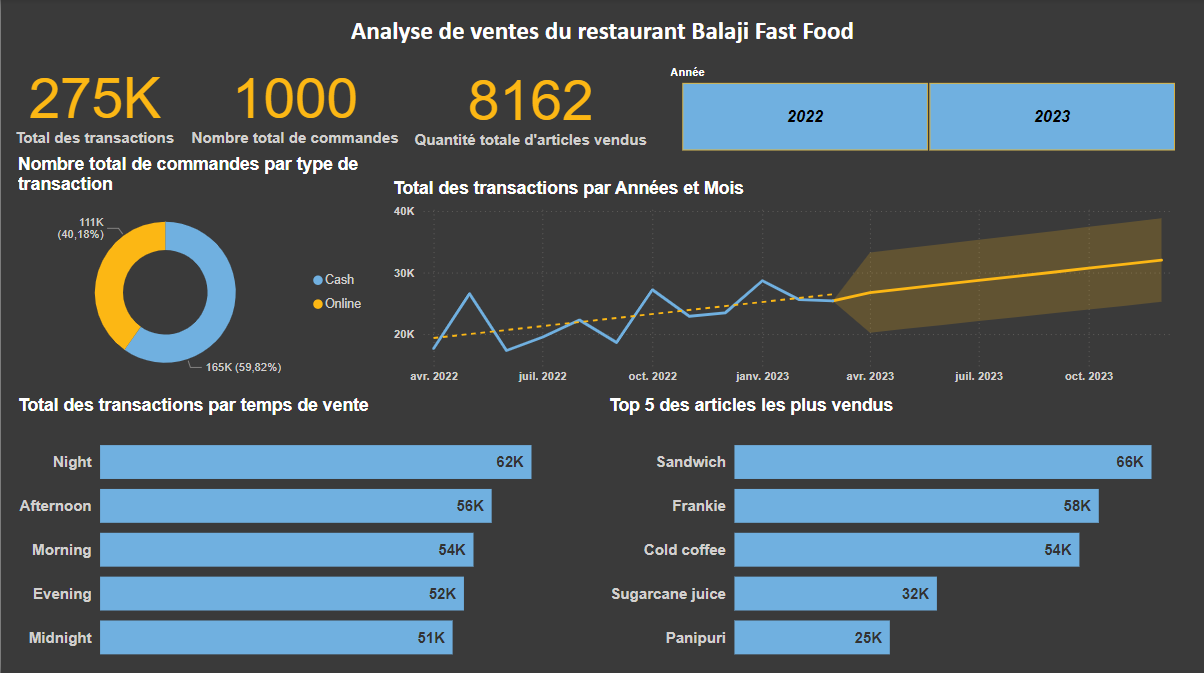 Analyse de ventes du restaurant Balaji Fast Food
275K
Total des transactions
1000
Nombre total de commandes
8162
Quantité totale d'articles vendus
Année
2022
2023
Nombre total de commandes par type de
transaction
111K
(40,18%)
165K (59,82%)
Cash
Online
Total des transactions par Années et Mois
40K
30K
20K
avr. 2022
juil. 2022
oct. 2022
janv. 2023
avr. 2023
juil. 2023
oct. 2023
Total des transactions par temps de vente
Night 62K
Afternoon 56K
Morning 54K
Evening 52K
Midnight 51K
Top 5 des articles les plus vendus
Sandwich 66K
Frankie 58K
Cold coffee 54K
Sugarcane juice 32K
Panipuri 25K